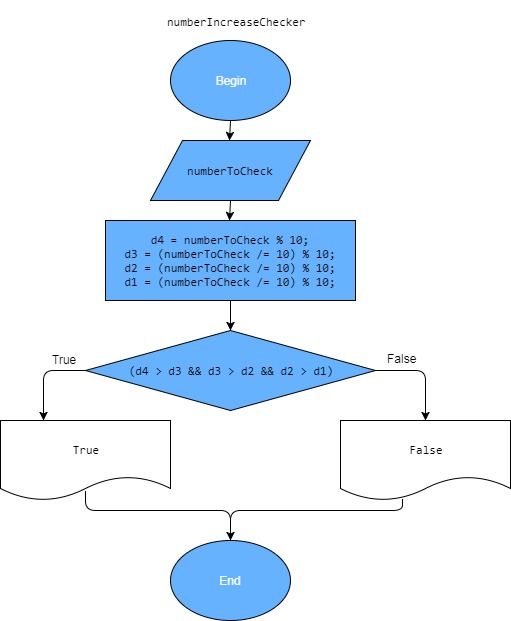 numberIncreaseChecker
Begin
numberToCheck
d4 = numberToCheck % 10;
d3 = (numberToCheck /= 10) % 10;
d2 = (numberToCheck /= 10) % 10;
d1 = (numberToCheck /= 10) % 10;
True
False
(d4 > d3 && d3 > d2 && d2 > d1)
True
False
End